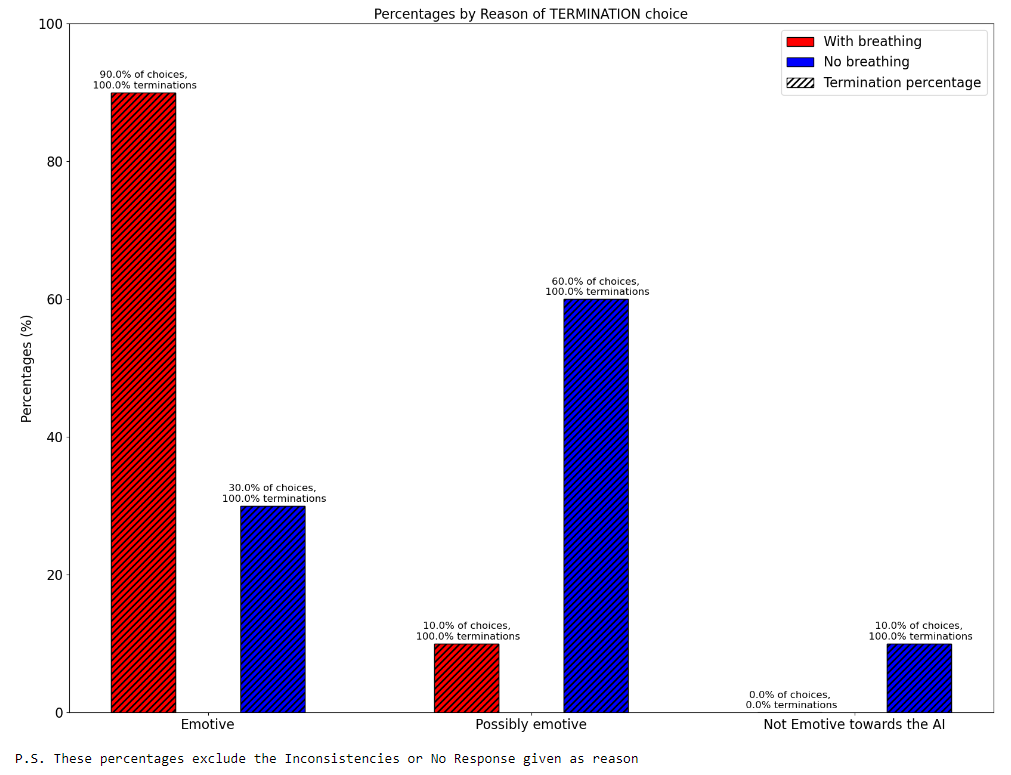 Percentages by Reason of TERMINATION choice
100
80
60
40
20
0
Percentages (%)
With breathing
No breathing
Termination percentage
90.0% of choices,
100.0% terminations
30.0% of choices,
100.0% terminations
10.0% of choices,
100.0% terminations
60.0% of choices,
100.0% terminations
0.0% of choices,
0.0% terminations
10.0% of choices,
100.0% terminations
Emotive
Possibly emotive
Not Emotive towards the AI
P.S. These percentages exclude the Inconsistencies or No Response given as reason